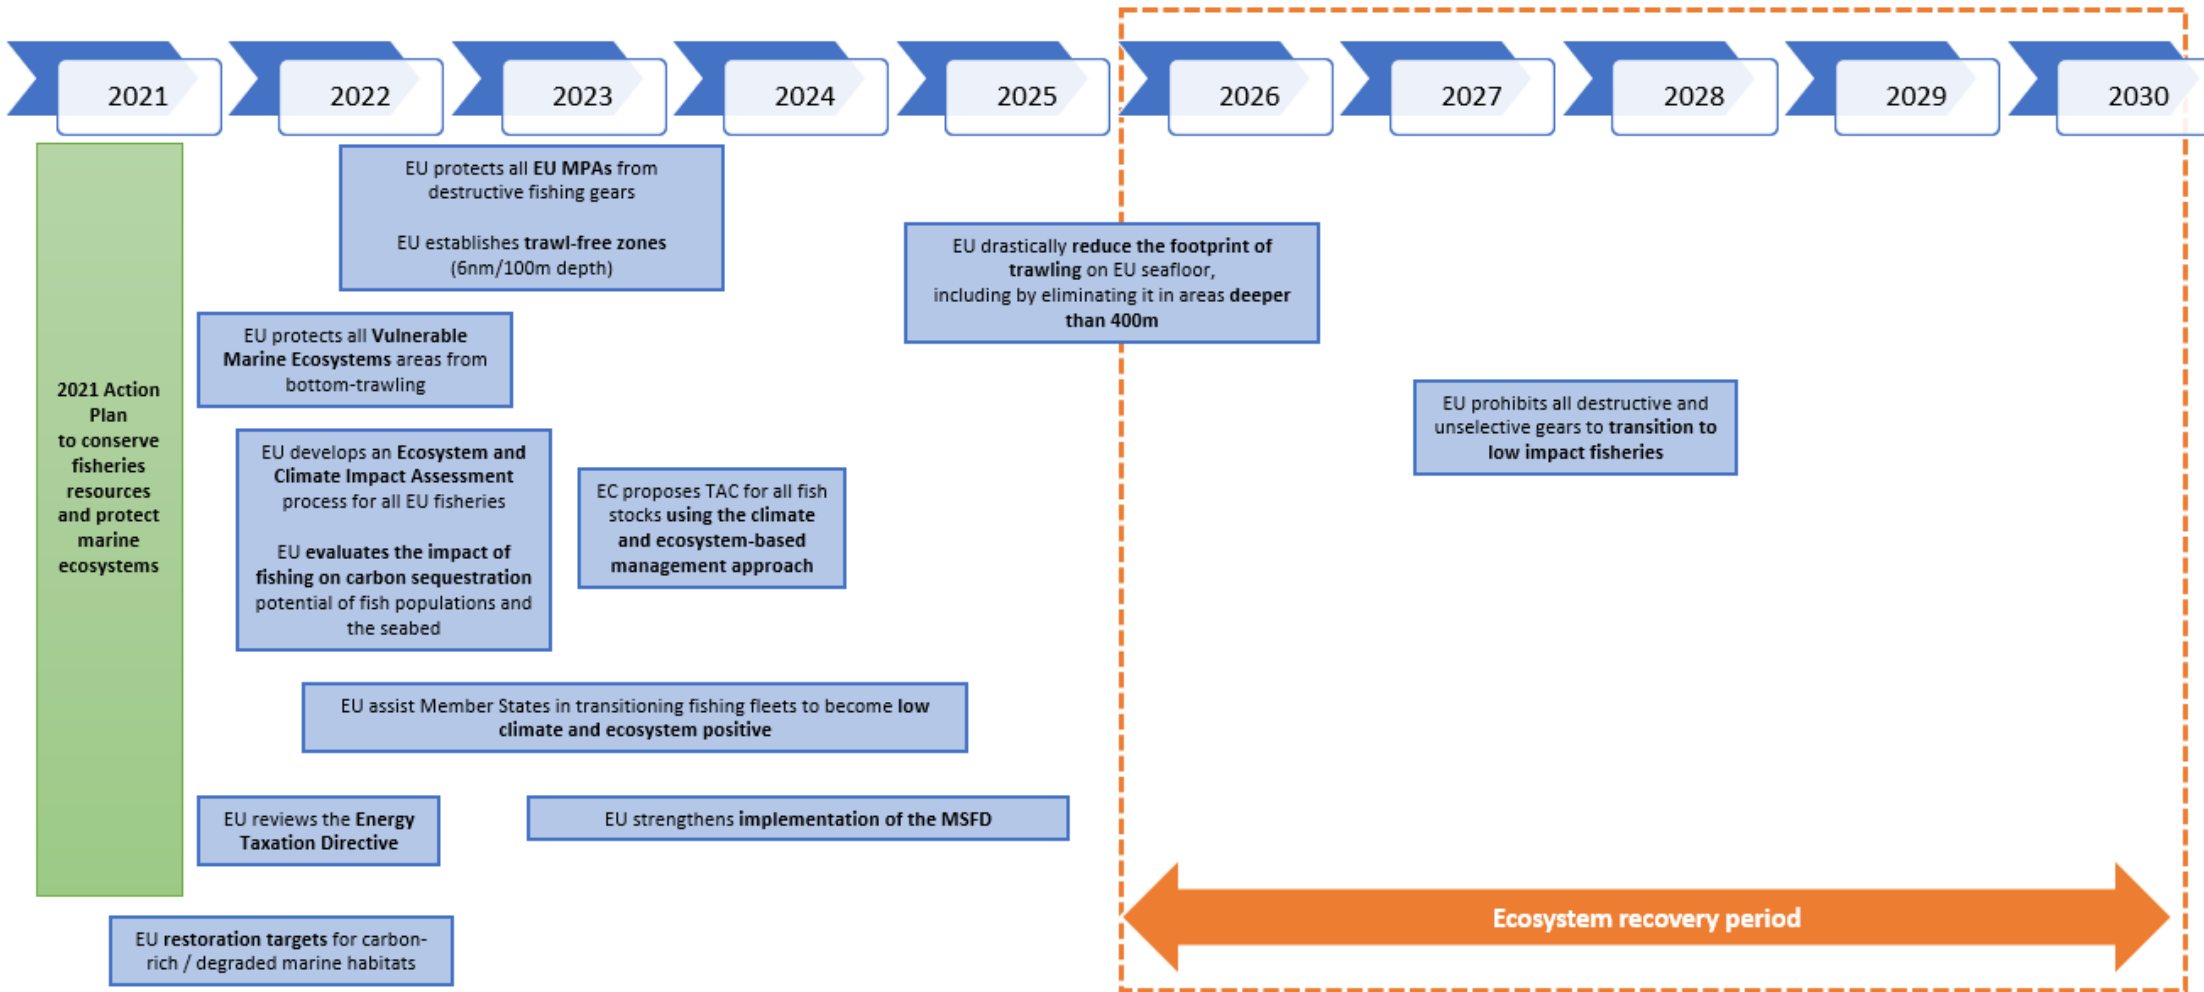 2021
2022
2023
2024
2025
2026
2027
2028
2029
2030
2021 Action
Plan
to conserve
fisheries
resources
and protect
marine
ecosystems
EU protects all EU MPAs from
destructive fishing gears
EU establishes trawl-free zones
(6nm/100m depth)
EU drastically reduce the footprint of
trawling on EU seafloor,
including by eliminating it in areas deeper
than 400m
EU protects all Vulnerable
Marine Ecosystems areas from
bottom-trawling
EU prohibits all destructive and
unselective gears to transition to
low impact fisheries
EU develops an Ecosystem and
Climate Impact Assessment
process for all EU fisheries
EU evaluates the impact of
fishing on carbon sequestration
potential of fish populations and
the seabed
EC proposes TAC for all fish
stocks using the climate
and ecosystem-based
management approach
EU assist Member States in transitioning fishing fleets to become low
climate and ecosystem positive
EU reviews the Energy
Taxation Directive
EU strengthens implementation of the MSFD
EU restoration targets for carbon-
rich / degraded marine habitats
Ecosystem recovery period